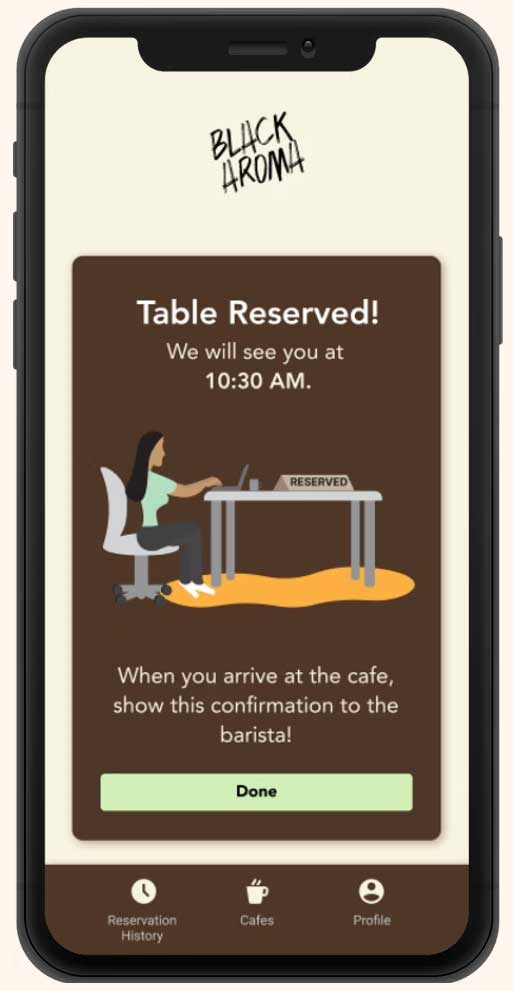 BLACK
AROMA
Table Reserved!
We will see you at
10:30 AM.
RESERVED
When you arrive at the cafe,
show this confirmation to the
barista!
Done
Reservation
History
Cafes
Profile